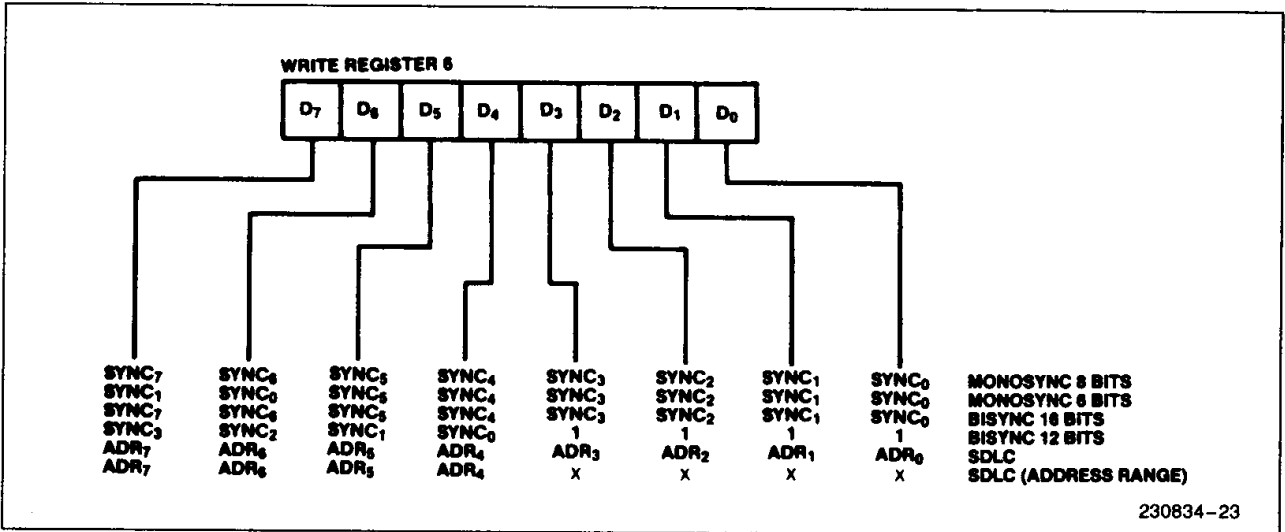 WRITE REGISTER 6
D₇ D₆ D₅ D₄ D₃ D₂ D₁ D₀
SYNC₇ SYNC₆ SYNC₅ SYNC₄ SYNC₃ SYNC₂ SYNC₁ SYNC₀ MONOSYNC 8 BITS
SYNC₁ SYNC₀ SYNC₅ SYNC₄ SYNC₃ SYNC₂ SYNC₁ SYNC₀ MONOSYNC 6 BITS
SYNC₇ SYNC₆ SYNC₅ SYNC₄ SYNC₃ SYNC₂ SYNC₁ SYNC₀ BISYNC 16 BITS
SYNC₃ SYNC₂ SYNC₁ SYNC₀ 1 1 1 1 BISYNC 12 BITS
ADR₇ ADR₆ ADR₅ ADR₄ ADR₃ ADR₂ ADR₁ ADR₀ SDLC
ADR₇ ADR₆ ADR₅ ADR₄ X X X X SDLC (ADDRESS RANGE)
230834–23